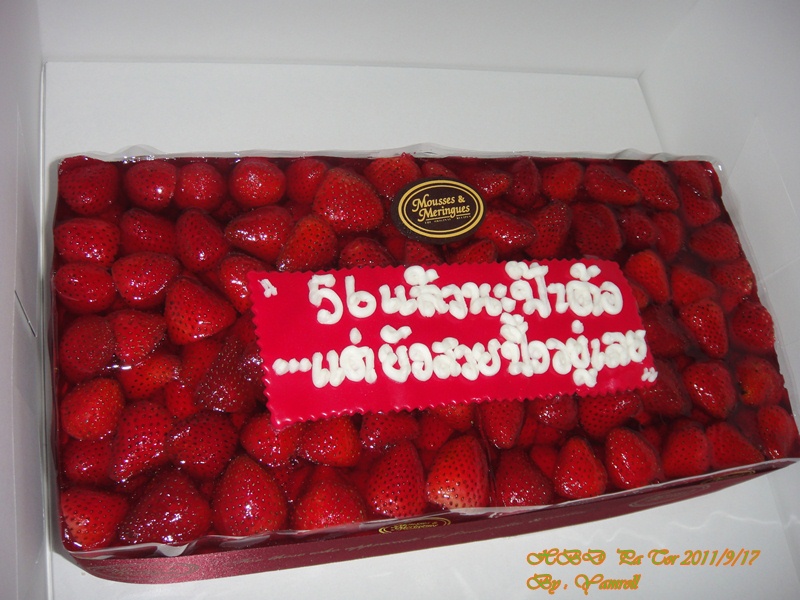 Mousses &
Meringues
"56 แล้วนะป้าต้อ
....แต่ยังสวยปิ๊งอยู่เลย"
HBD Pa Tor 2011/9/17
By . Yamroll